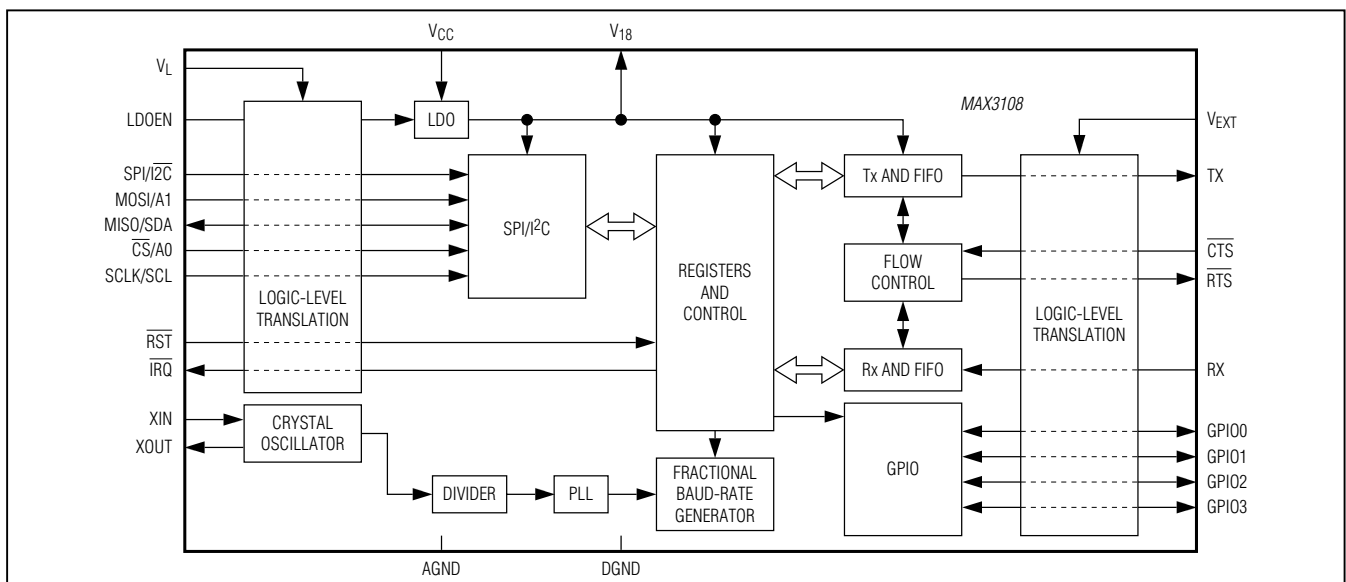 VCC
V18
VL
MAX3108
LDOEN
LDO
VEXT
SPI/I2C
Tx AND FIFO
TX
MOSI/A1
MISO/SDA
SPI/I²C
CS/A0
CTS
SCLK/SCL
REGISTERS
AND
CONTROL
FLOW
CONTROL
RTS
LOGIC-LEVEL
TRANSLATION
LOGIC-LEVEL
TRANSLATION
RST
IRQ
Rx AND FIFO
RX
XIN
XOUT
CRYSTAL
OSCILLATOR
GPIO
GPIO0
GPIO1
GPIO2
GPIO3
DIVIDER
PLL
FRACTIONAL
BAUD-RATE
GENERATOR
AGND
DGND